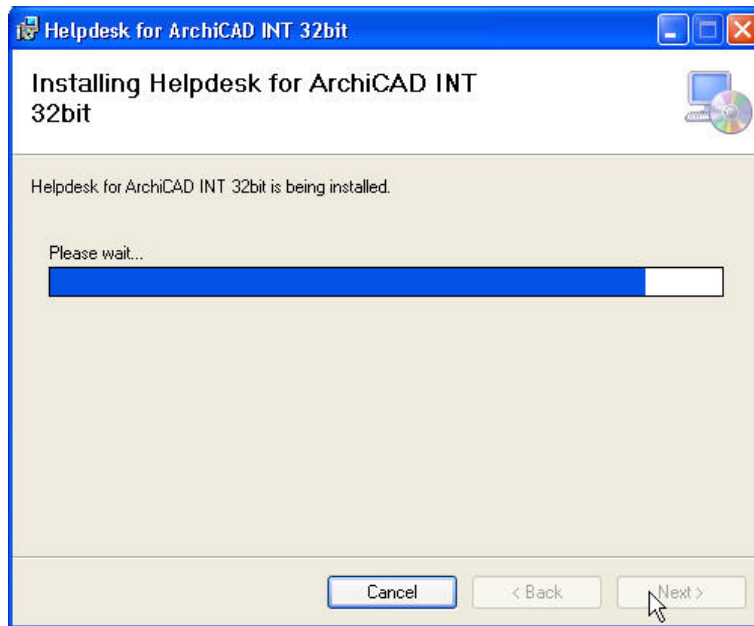 Helpdesk for ArchiCAD INT 32bit
Installing Helpdesk for ArchiCAD INT
32bit
Helpdesk for ArchiCAD INT 32bit is being installed.
Please wait...
Cancel
< Back
Next >